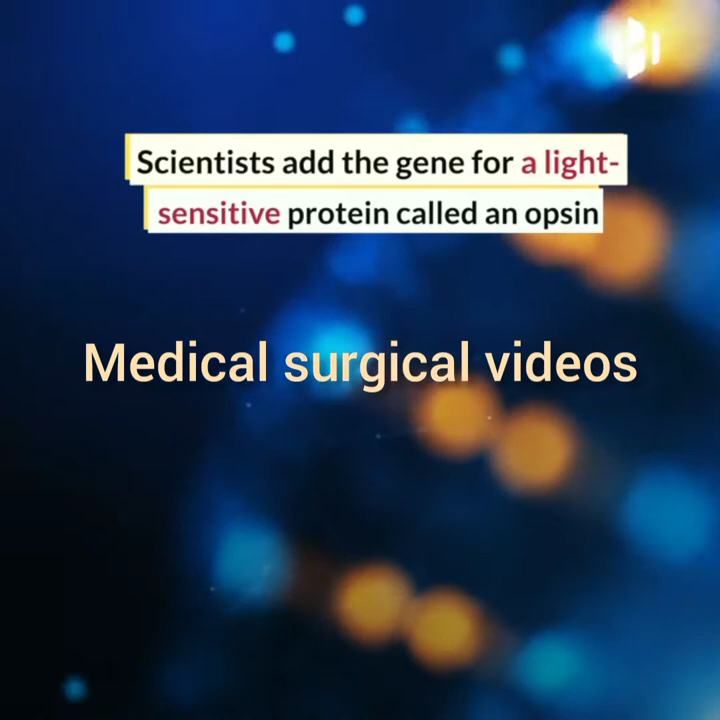 Scientists add the gene for a light-
sensitive protein called an opsin
Medical surgical videos